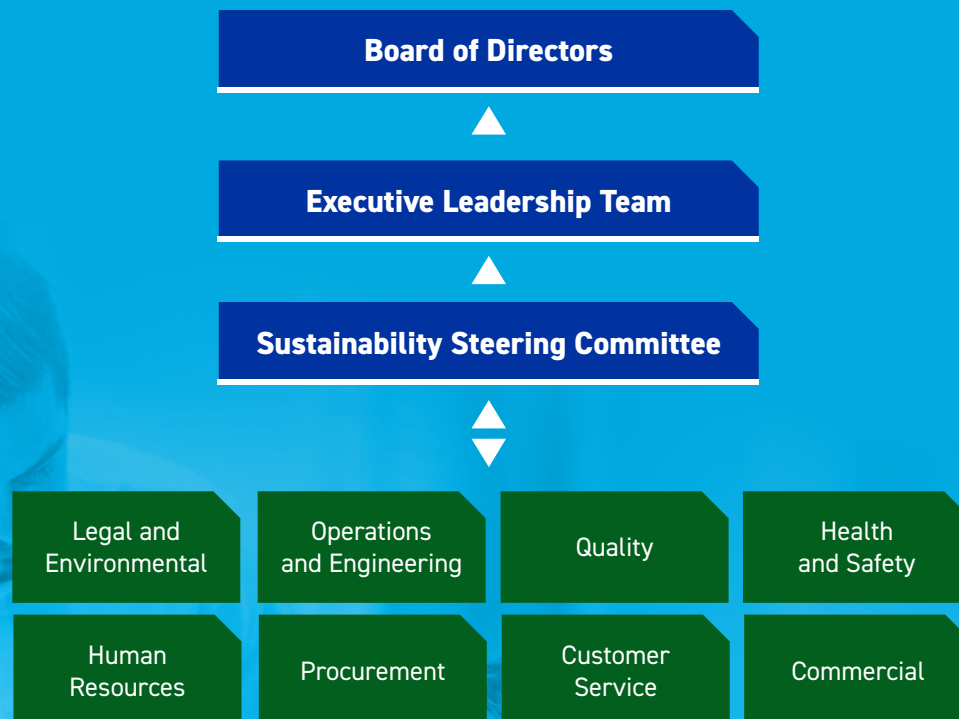 Board of Directors
Executive Leadership Team
Sustainability Steering Committee
Legal and
Environmental
Operations
and Engineering
Quality
Health
and Safety
Human
Resources
Procurement
Customer
Service
Commercial